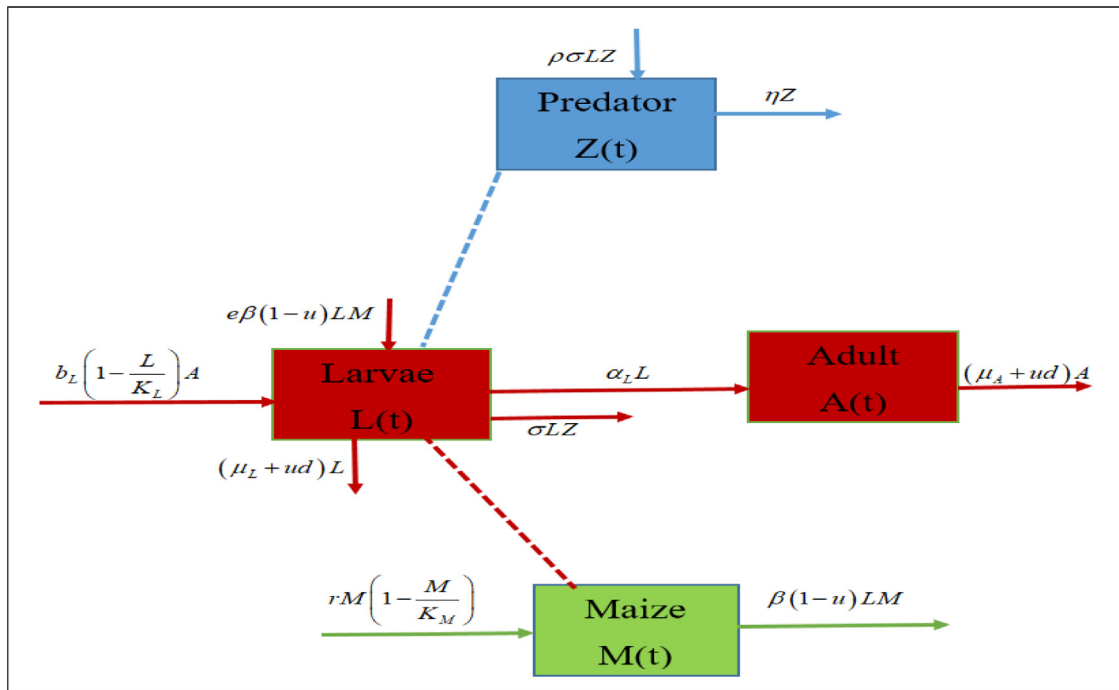 ρσLZ
Predator
Z(t)
ηZ
eβ(1−u)LM
b_L(1−L/K_L)A
Larvae
L(t)
α_L L
σLZ
Adult
A(t)
(μ_A+ud)A
(μ_L+ud)L
rM(1−M/K_M)
Maize
M(t)
β(1−u)LM